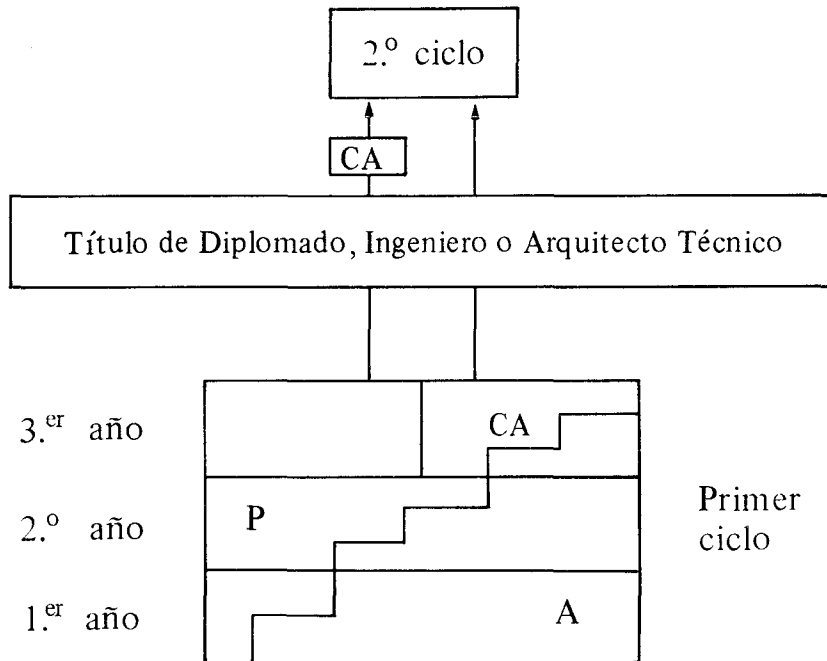 2.º ciclo
CA
Título de Diplomado, Ingeniero o Arquitecto Técnico
3.er año
CA
2.º año
P
Primer
ciclo
1.er año
A